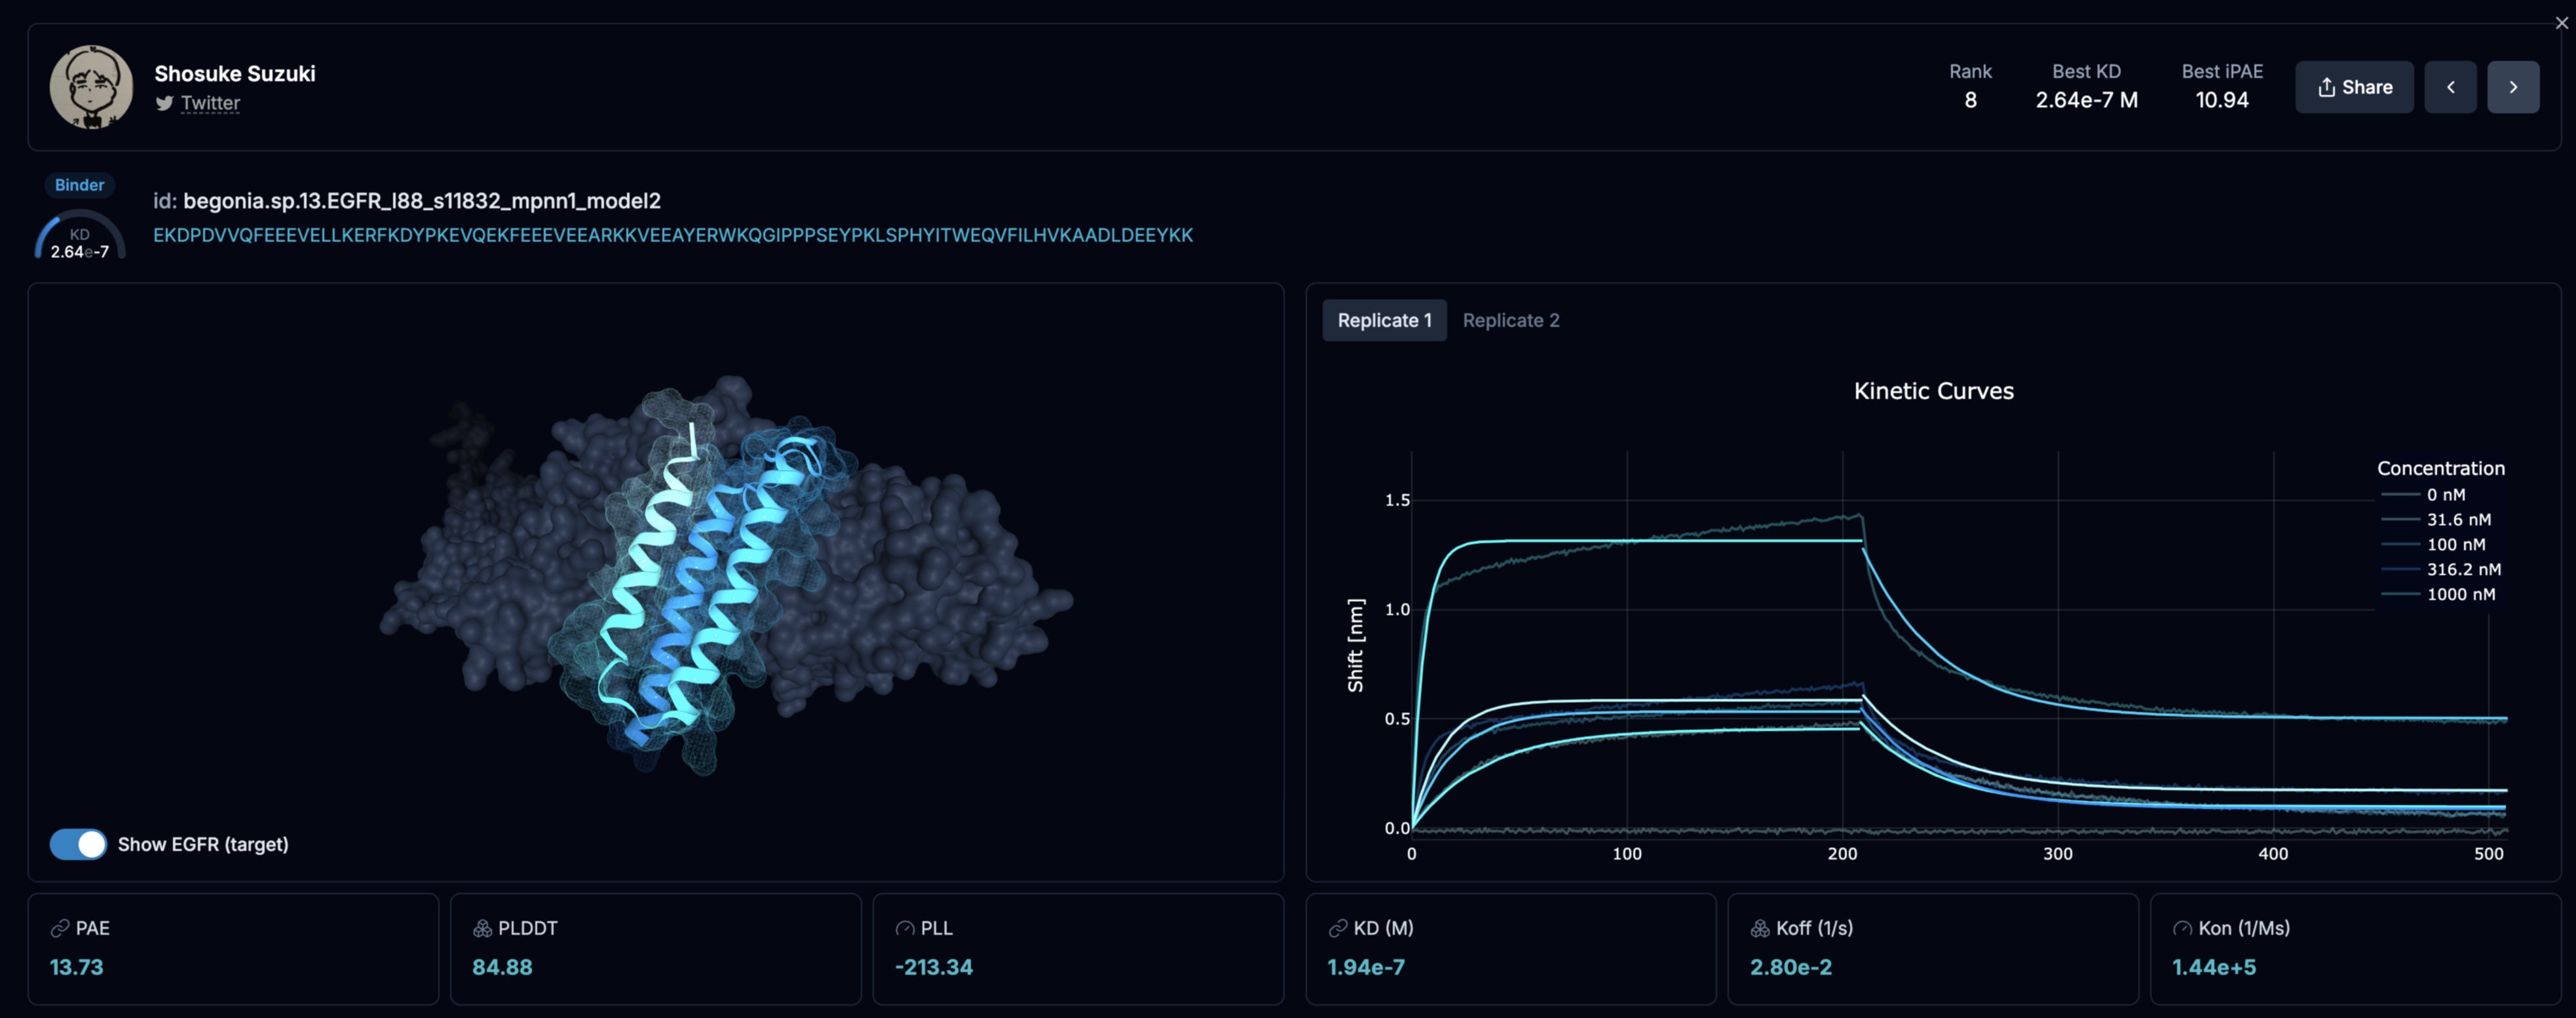 Shosuke Suzuki
Twitter
Rank
8
Best KD
2.64e-7 M
Best iPAE
10.94
Share
Binder
KD
2.64e-7
id: begonia.sp.13.EGFR_l88_s11832_mpnn1_model2
EKDPDVVQFEEEVELLKERFKDYPKEVQEKFEEEVEEARKKVEEAYERWKQGIPPPSEYPKLSPHYITWEQVFILHVKAADLDEEYKK
Show EGFR (target)
Replicate 1
Replicate 2
Kinetic Curves
Concentration
0 nM
31.6 nM
100 nM
316.2 nM
1000 nM
Shift [nm]
1.5
1.0
0.5
0.0
0
100
200
300
400
500
PAE
13.73
PLDDT
84.88
PLL
-213.34
KD (M)
1.94e-7
Koff (1/s)
2.80e-2
Kon (1/Ms)
1.44e+5